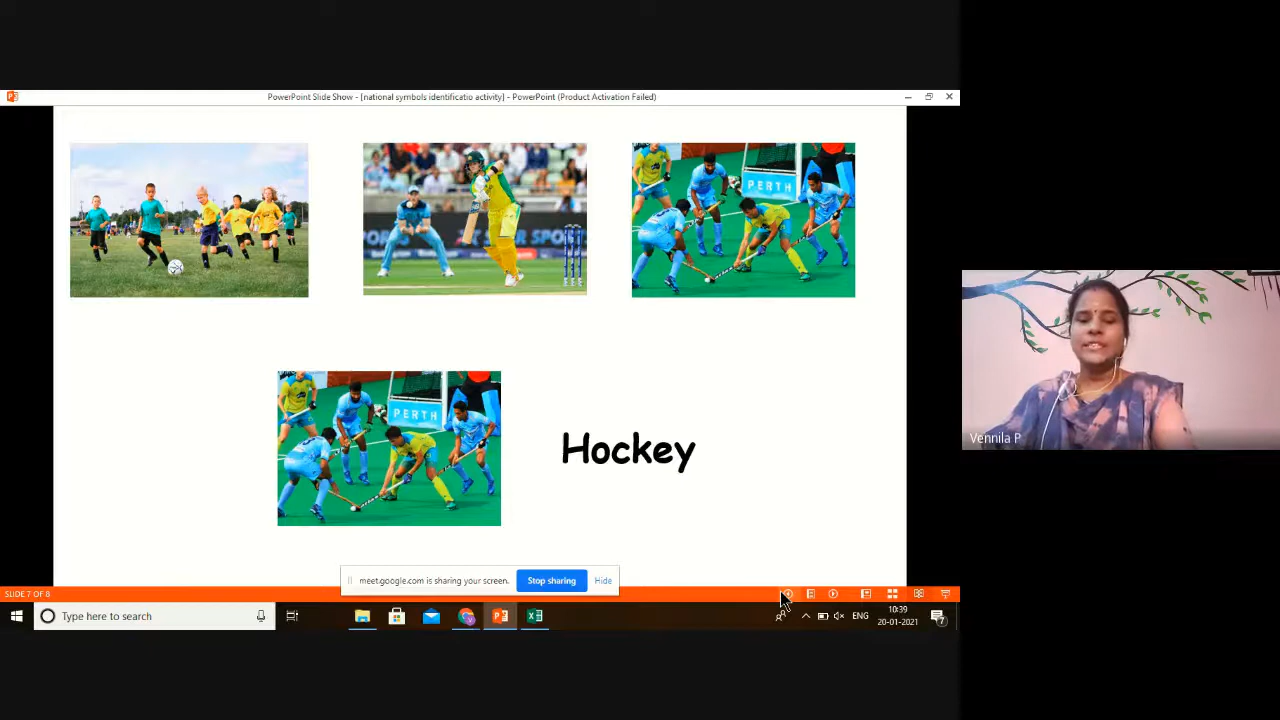 PowerPoint Slide Show - [national symbols identificatio activity] - PowerPoint (Product Activation Failed)
PERTH
PERTH
Hockey
Vennila P
meet.google.com is sharing your screen.
Stop sharing
Hide
SLIDE 7 OF 8
Type here to search
ENG
10:39
20-01-2021
7